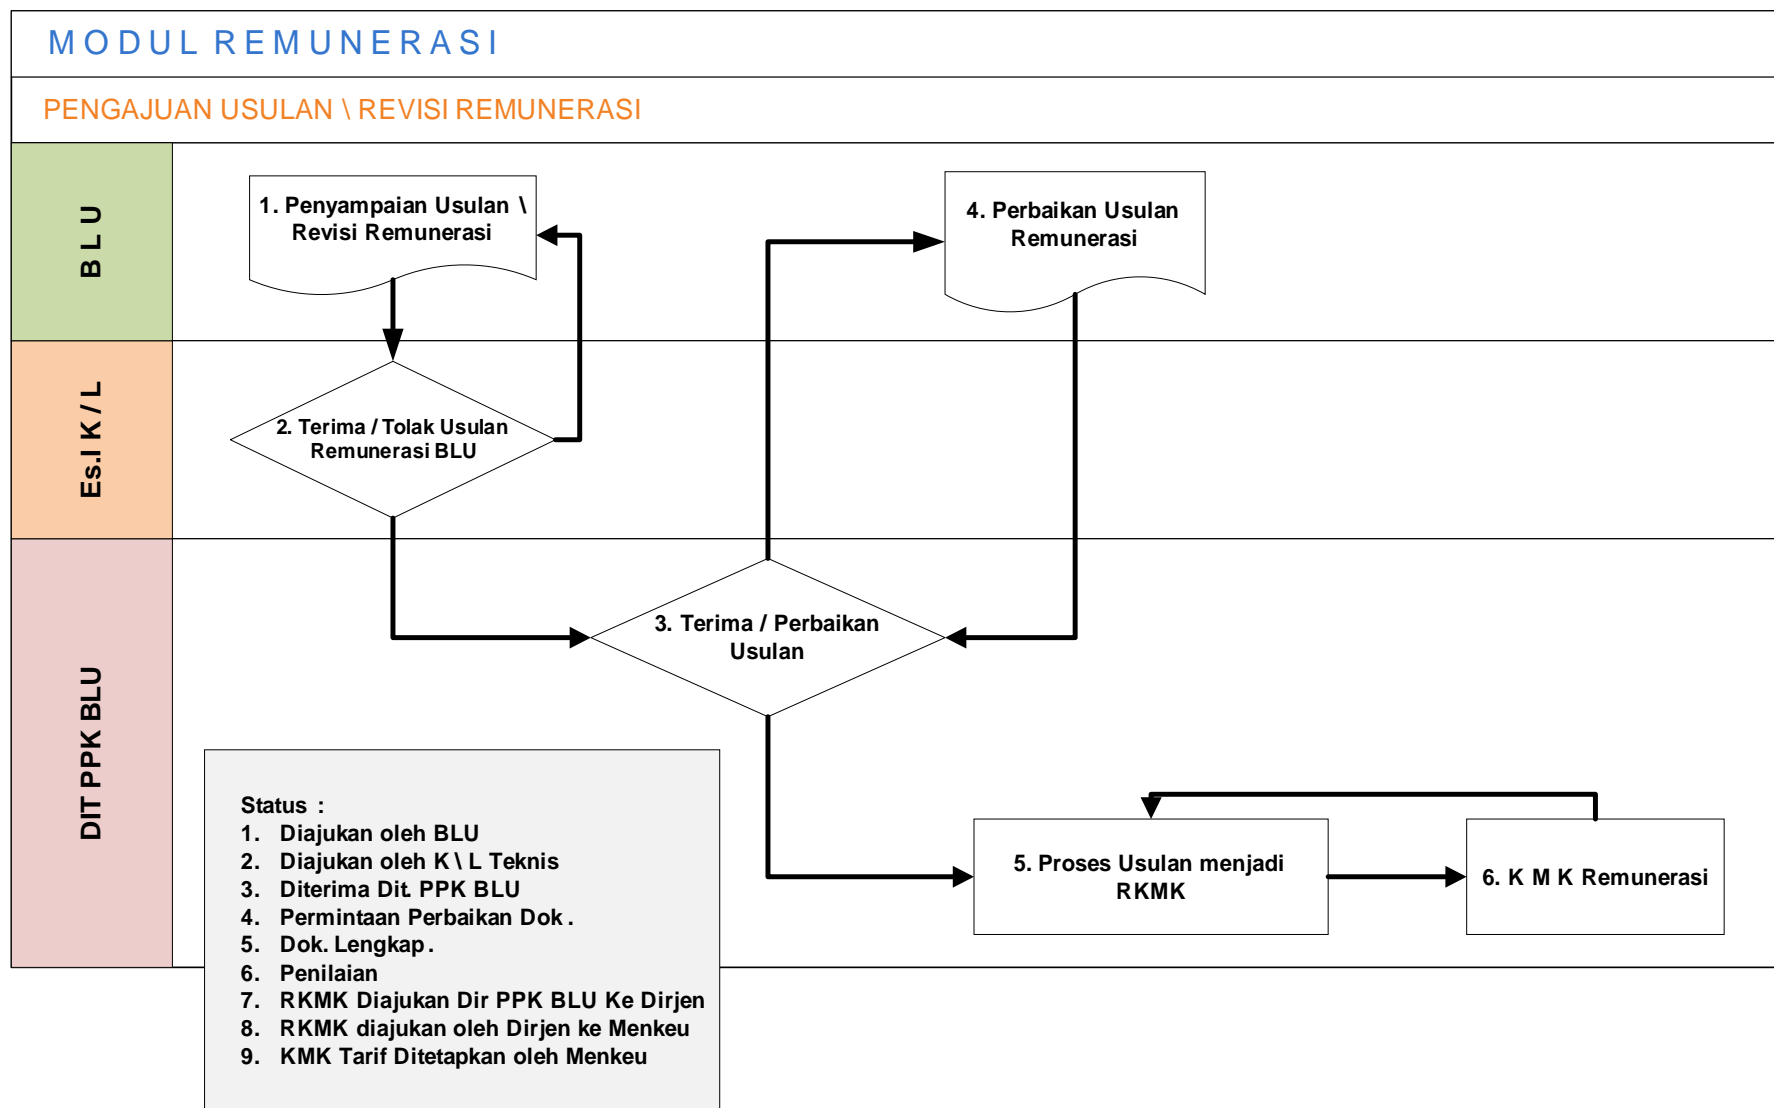 MODUL REMUNERASI
PENGAJUAN USULAN \ REVISI REMUNERASI
B L U
1. Penyampaian Usulan \
Revisi Remunerasi
4. Perbaikan Usulan
Remunerasi
Es.I K / L
2. Terima / Tolak Usulan
Remunerasi BLU
DIT PPK BLU
3. Terima / Perbaikan
Usulan
5. Proses Usulan menjadi
RKMK
6. K M K Remunerasi
Status :
1. Diajukan oleh BLU
2. Diajukan oleh K \ L Teknis
3. Diterima Dit. PPK BLU
4. Permintaan Perbaikan Dok .
5. Dok. Lengkap .
6. Penilaian
7. RKMK Diajukan Dir PPK BLU Ke Dirjen
8. RKMK diajukan oleh Dirjen ke Menkeu
9. KMK Tarif Ditetapkan oleh Menkeu